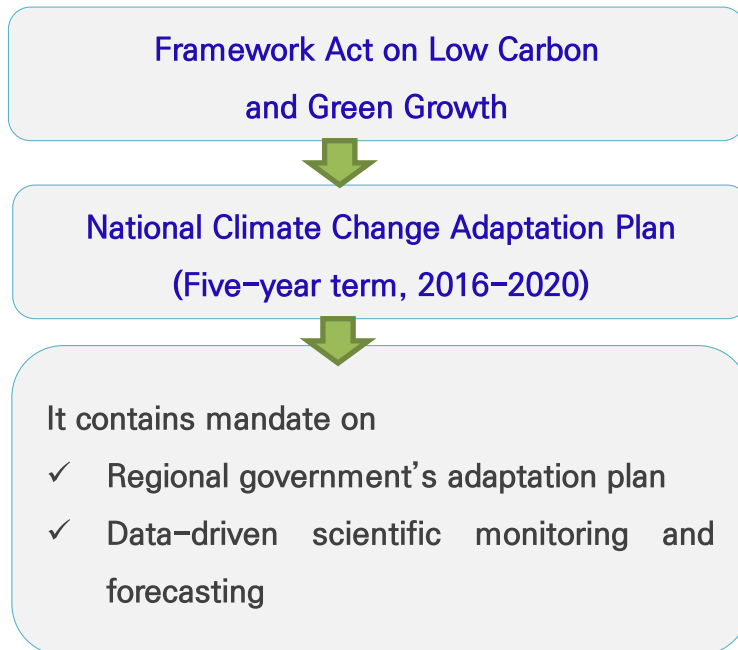 Framework Act on Low Carbon
and Green Growth
National Climate Change Adaptation Plan
(Five-year term, 2016-2020)
It contains mandate on
✓ Regional government's adaptation plan
✓ Data-driven scientific monitoring and
forecasting